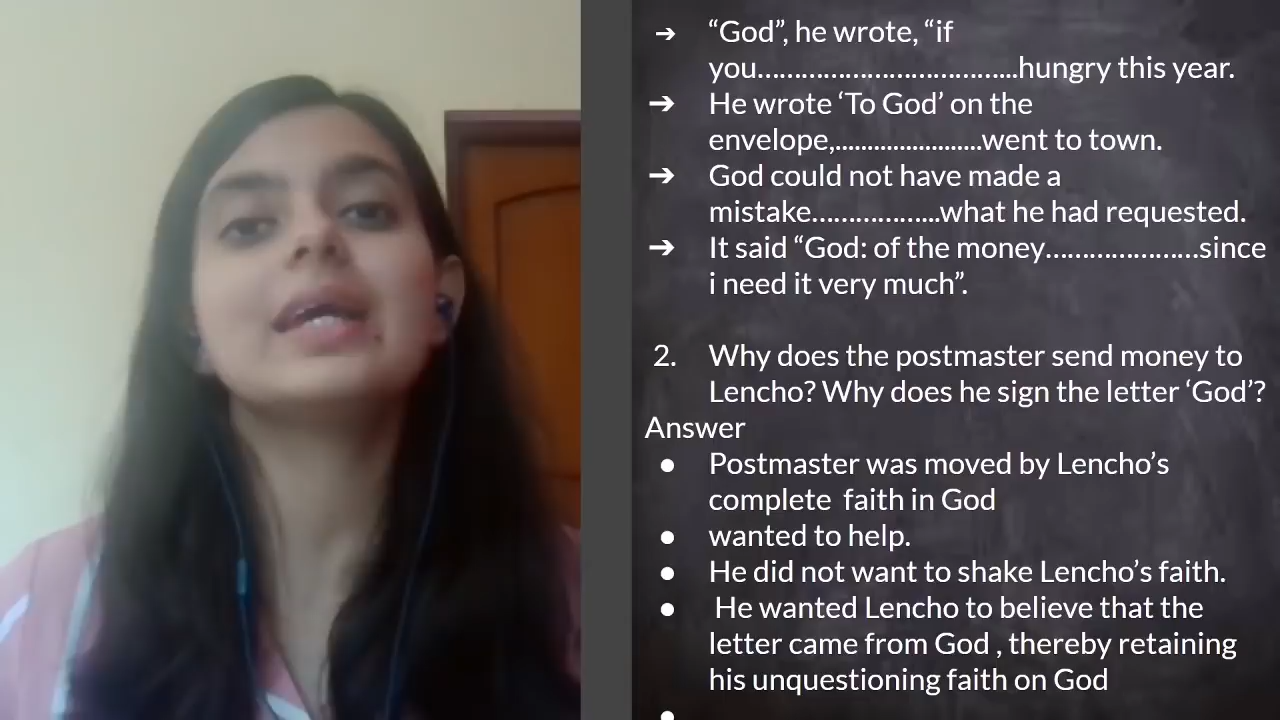 ➔ “God”, he wrote, “if
you……………………………...hungry this year.
➔ He wrote ‘To God’ on the
envelope,.......................went to town.
➔ God could not have made a
mistake……………...what he had requested.
➔ It said “God: of the money…………………since
i need it very much”.
2. Why does the postmaster send money to
Lencho? Why does he sign the letter ‘God’?
Answer
● Postmaster was moved by Lencho’s
complete faith in God
● wanted to help.
● He did not want to shake Lencho’s faith.
● He wanted Lencho to believe that the
letter came from God , thereby retaining
his unquestioning faith on God
●